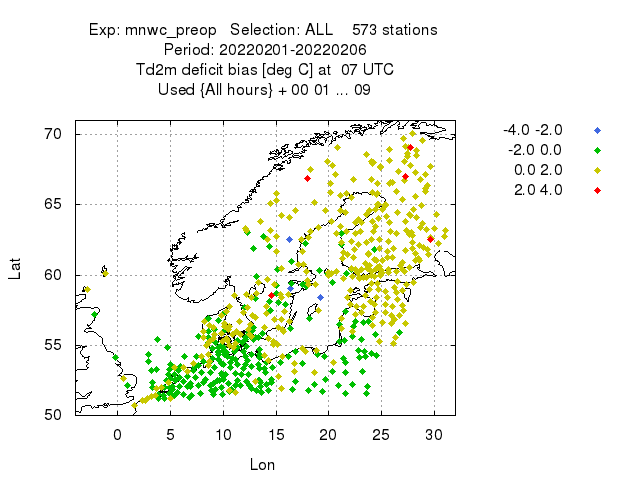 Exp: mnwc_preop   Selection: ALL    573 stations
Period: 20220201-20220206
Td2m deficit bias [deg C] at  07 UTC
Used {All hours} + 00 01 ... 09
-4.0 -2.0
-2.0 0.0
0.0 2.0
2.0 4.0
70
65
60
55
50
Lat
0 5 10 15 20 25 30
Lon